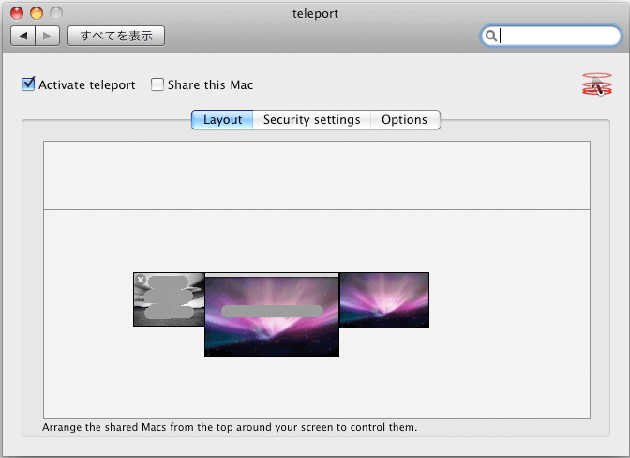 teleport
すべてを表示
Activate teleport
Share this Mac
Layout
Security settings
Options
Arrange the shared Macs from the top around your screen to control them.